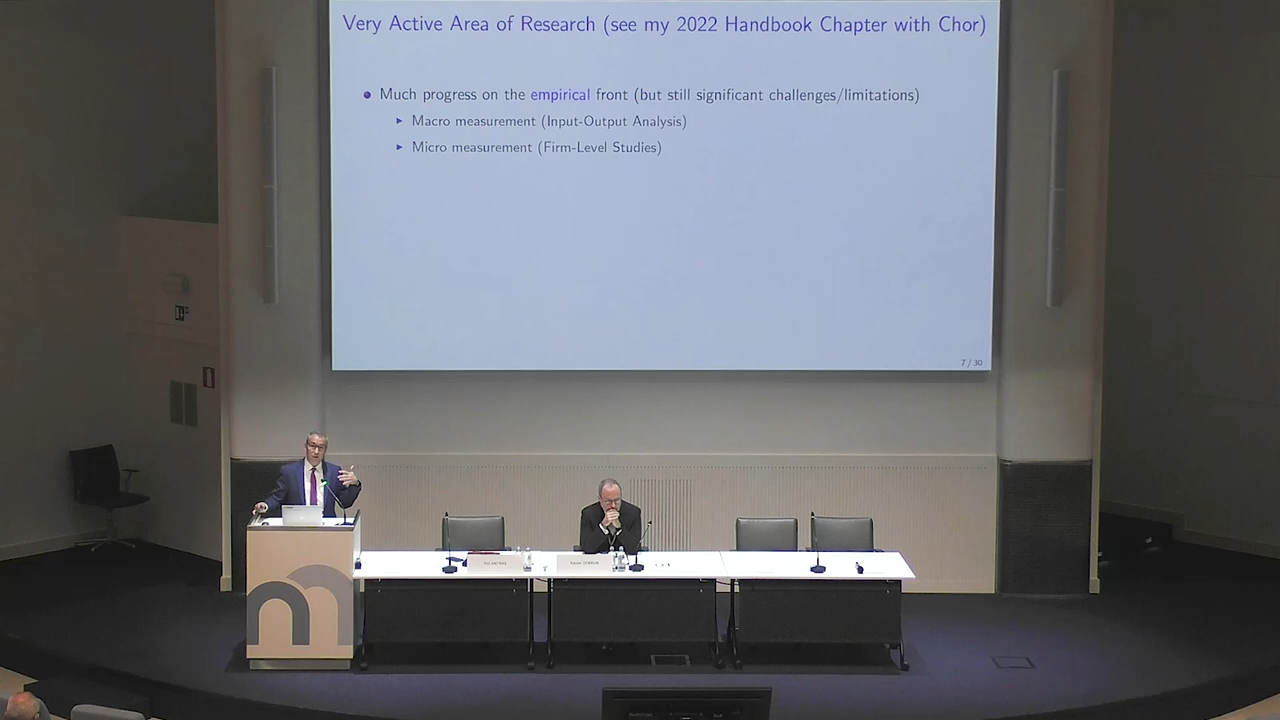 Very Active Area of Research (see my 2022 Handbook Chapter with Chor)
Much progress on the empirical front (but still significant challenges/limitations)
Macro measurement (Input-Output Analysis)
Micro measurement (Firm-Level Studies)
7 / 30